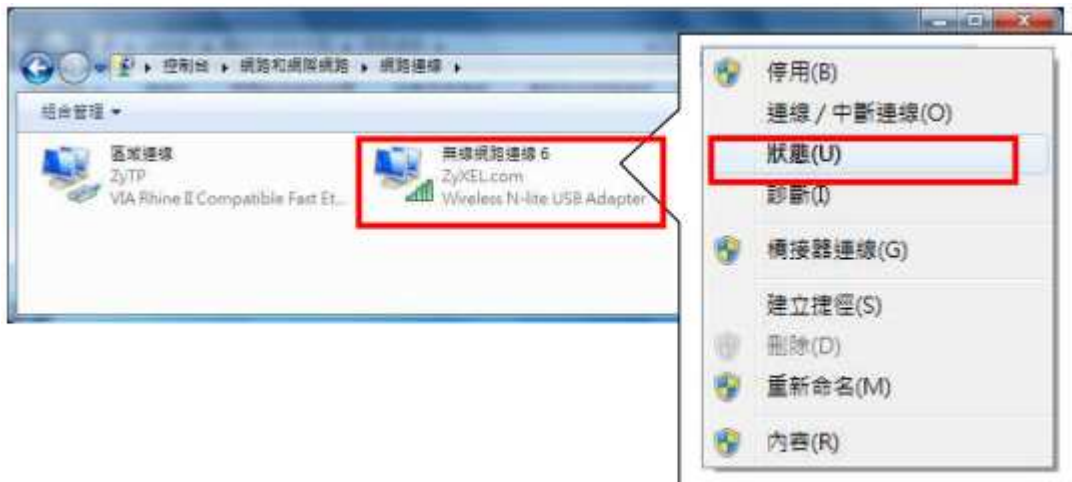 控制台 ▸ 網路和網際網路 ▸ 網路連線 ▸
組合管理
區域連線
ZyTP
VIA Rhine II Compatible Fast Et...
無線網路連線 6
ZyXEL.com
Wireless N-lite USB Adapter
停用(B)
連線 / 中斷連線(O)
狀態(U)
診斷(I)
橋接器連線(G)
建立捷徑(S)
刪除(D)
重新命名(M)
內容(R)